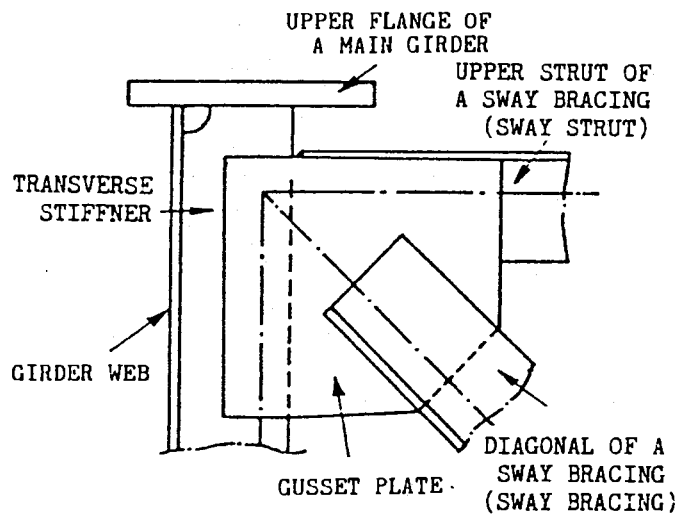 UPPER FLANGE OF
A MAIN GIRDER
UPPER STRUT OF
A SWAY BRACING
(SWAY STRUT)
TRANSVERSE
STIFFNER
GIRDER WEB
GUSSET PLATE
DIAGONAL OF A
SWAY BRACING
(SWAY BRACING)